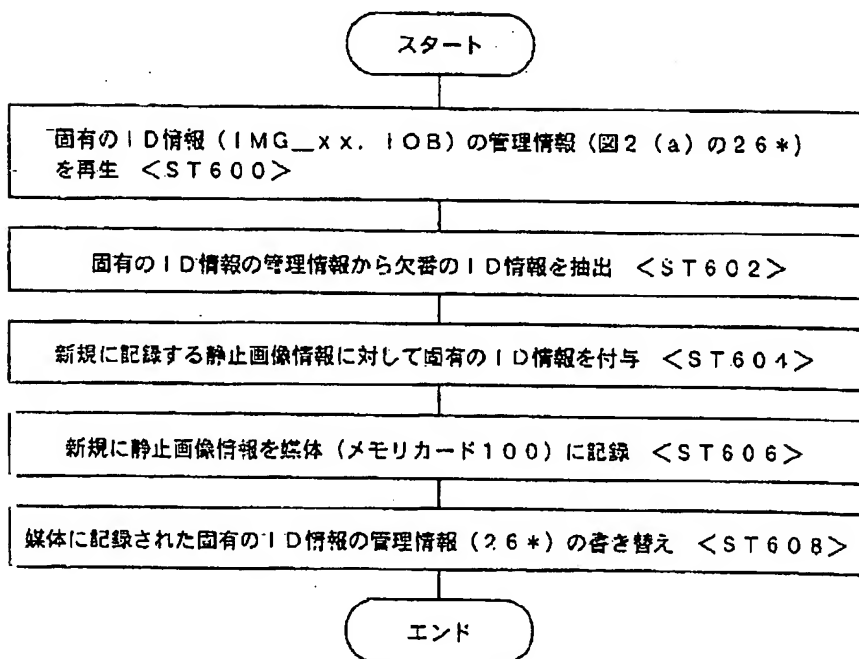 スタート
固有のID情報(IMG__xx. IOB)の管理情報(図2(a)の26*)
を再生 <ST600>
固有のID情報の管理情報から欠番のID情報を抽出 <ST602>
新規に記録する静止画像情報に対して固有のID情報を付与 <ST604>
新規に静止画像情報を媒体(メモリカード100)に記録 <ST606>
媒体に記録された固有のID情報の管理情報(26*)の書き替え <ST608>
エンド